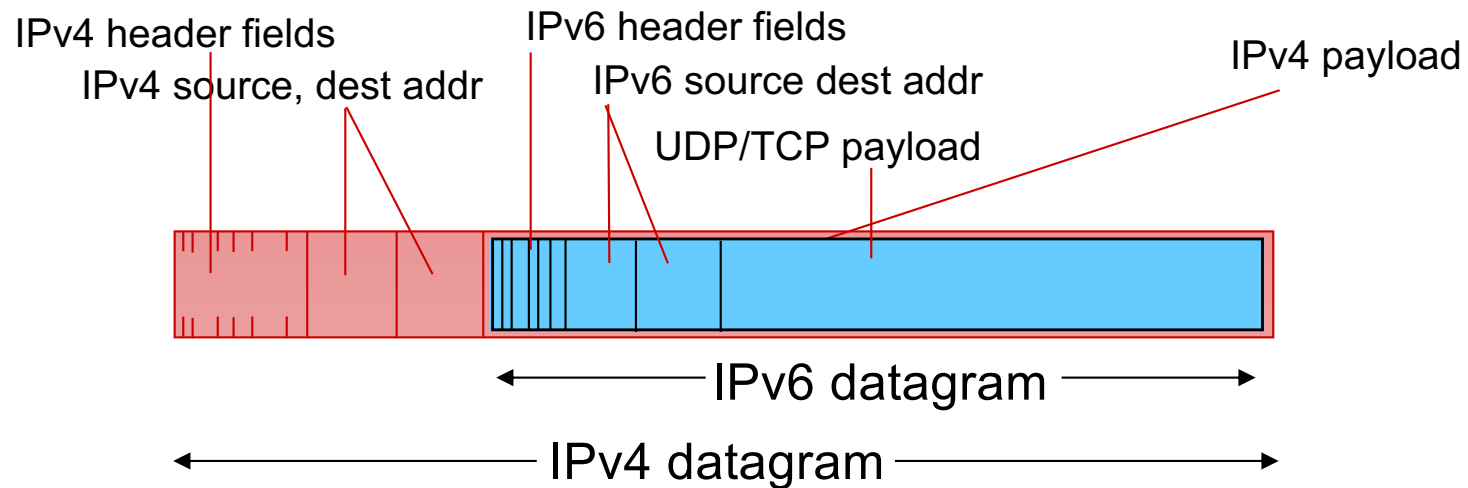 IPv4 header fields
IPv6 header fields
IPv4 payload
IPv4 source, dest addr
IPv6 source dest addr
UDP/TCP payload
IPv6 datagram
IPv4 datagram